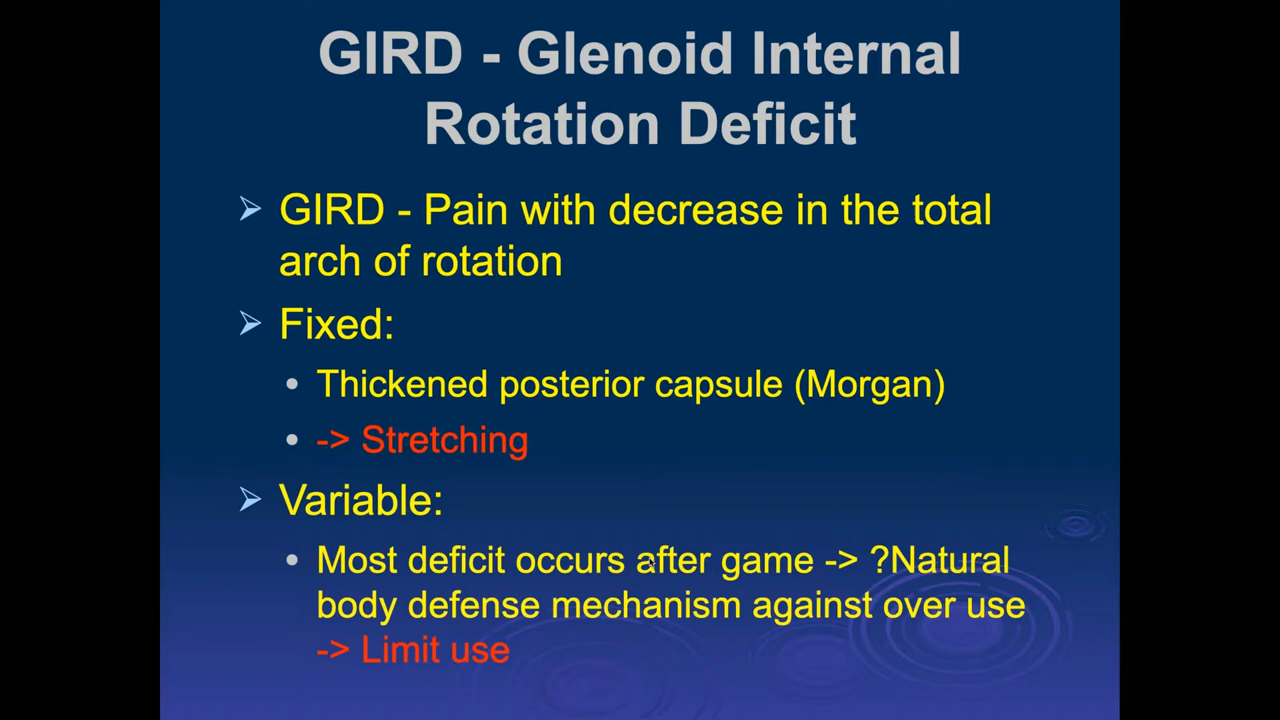 GIRD - Glenoid Internal
Rotation Deficit
➢ GIRD - Pain with decrease in the total
arch of rotation
➢ Fixed:
• Thickened posterior capsule (Morgan)
• -> Stretching
➢ Variable:
• Most deficit occurs after game -> ?Natural
body defense mechanism against over use
-> Limit use